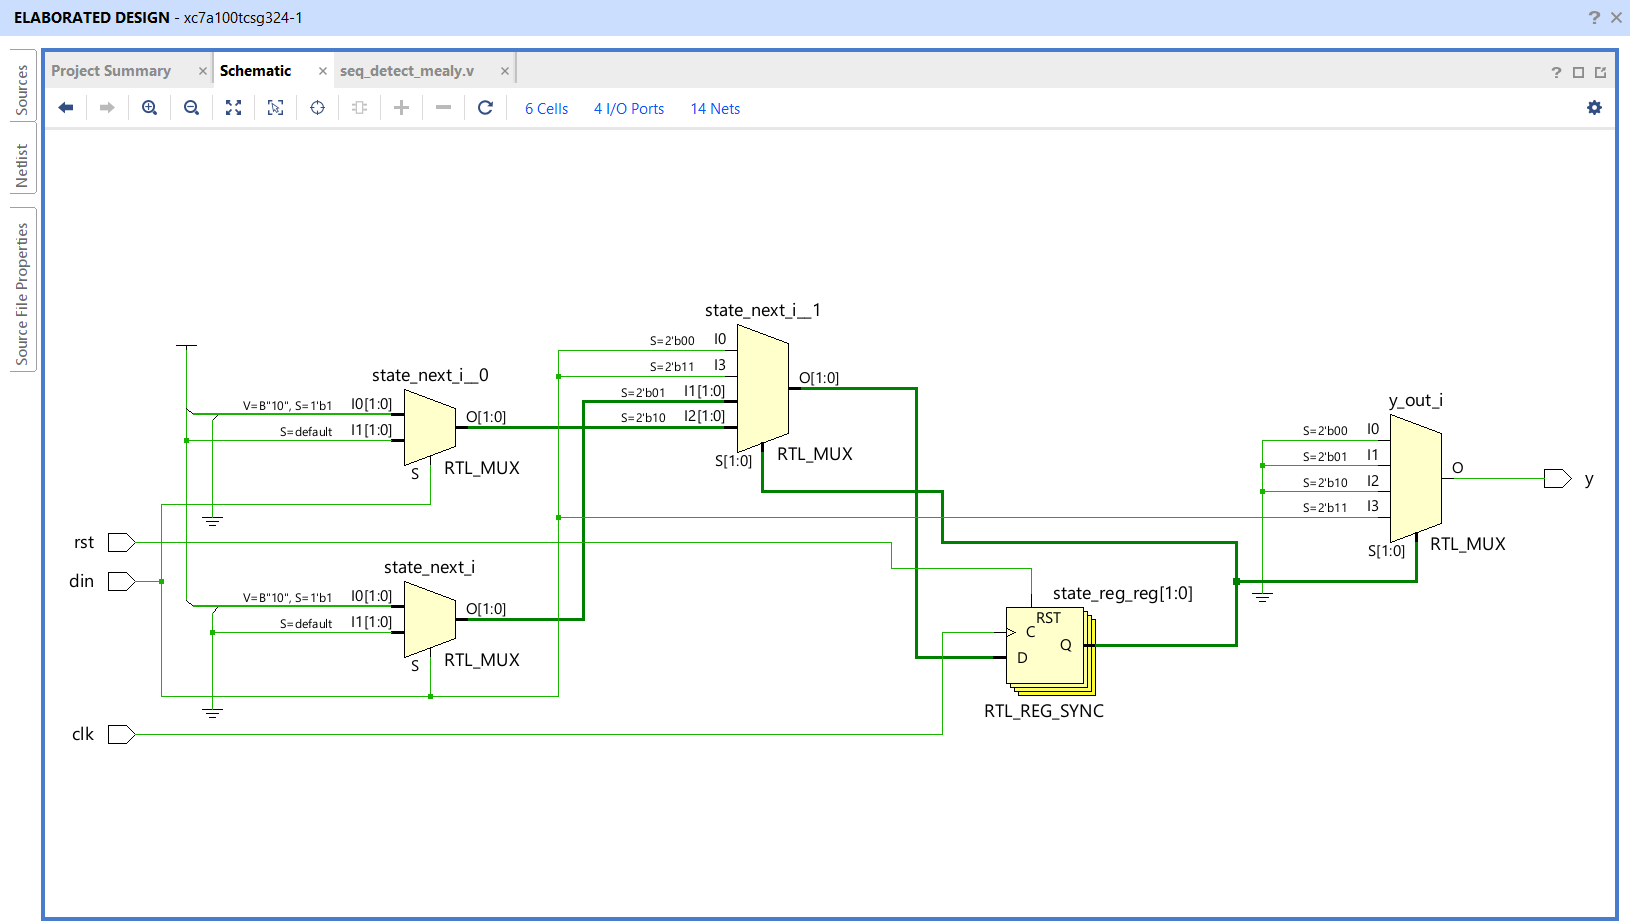 ELABORATED DESIGN - xc7a100tcsg324-1
Sources
Netlist
Source File Properties
Project Summary
Schematic
seq_detect_mealy.v
6 Cells
4 I/O Ports
14 Nets
state_next_i__1
S=2'b00 I0
S=2'b11 I3
S=2'b01 I1[1:0]
S=2'b10 I2[1:0]
O[1:0]
S[1:0]
RTL_MUX
state_next_i__0
V=B"10", S=1'b1 I0[1:0]
S=default I1[1:0]
O[1:0]
S
RTL_MUX
y_out_i
S=2'b00 I0
S=2'b01 I1
S=2'b10 I2
S=2'b11 I3
O
y
S[1:0]
RTL_MUX
rst
din
state_next_i
V=B"10", S=1'b1 I0[1:0]
S=default I1[1:0]
O[1:0]
S
RTL_MUX
state_reg_reg[1:0]
RST
C
Q
D
RTL_REG_SYNC
clk